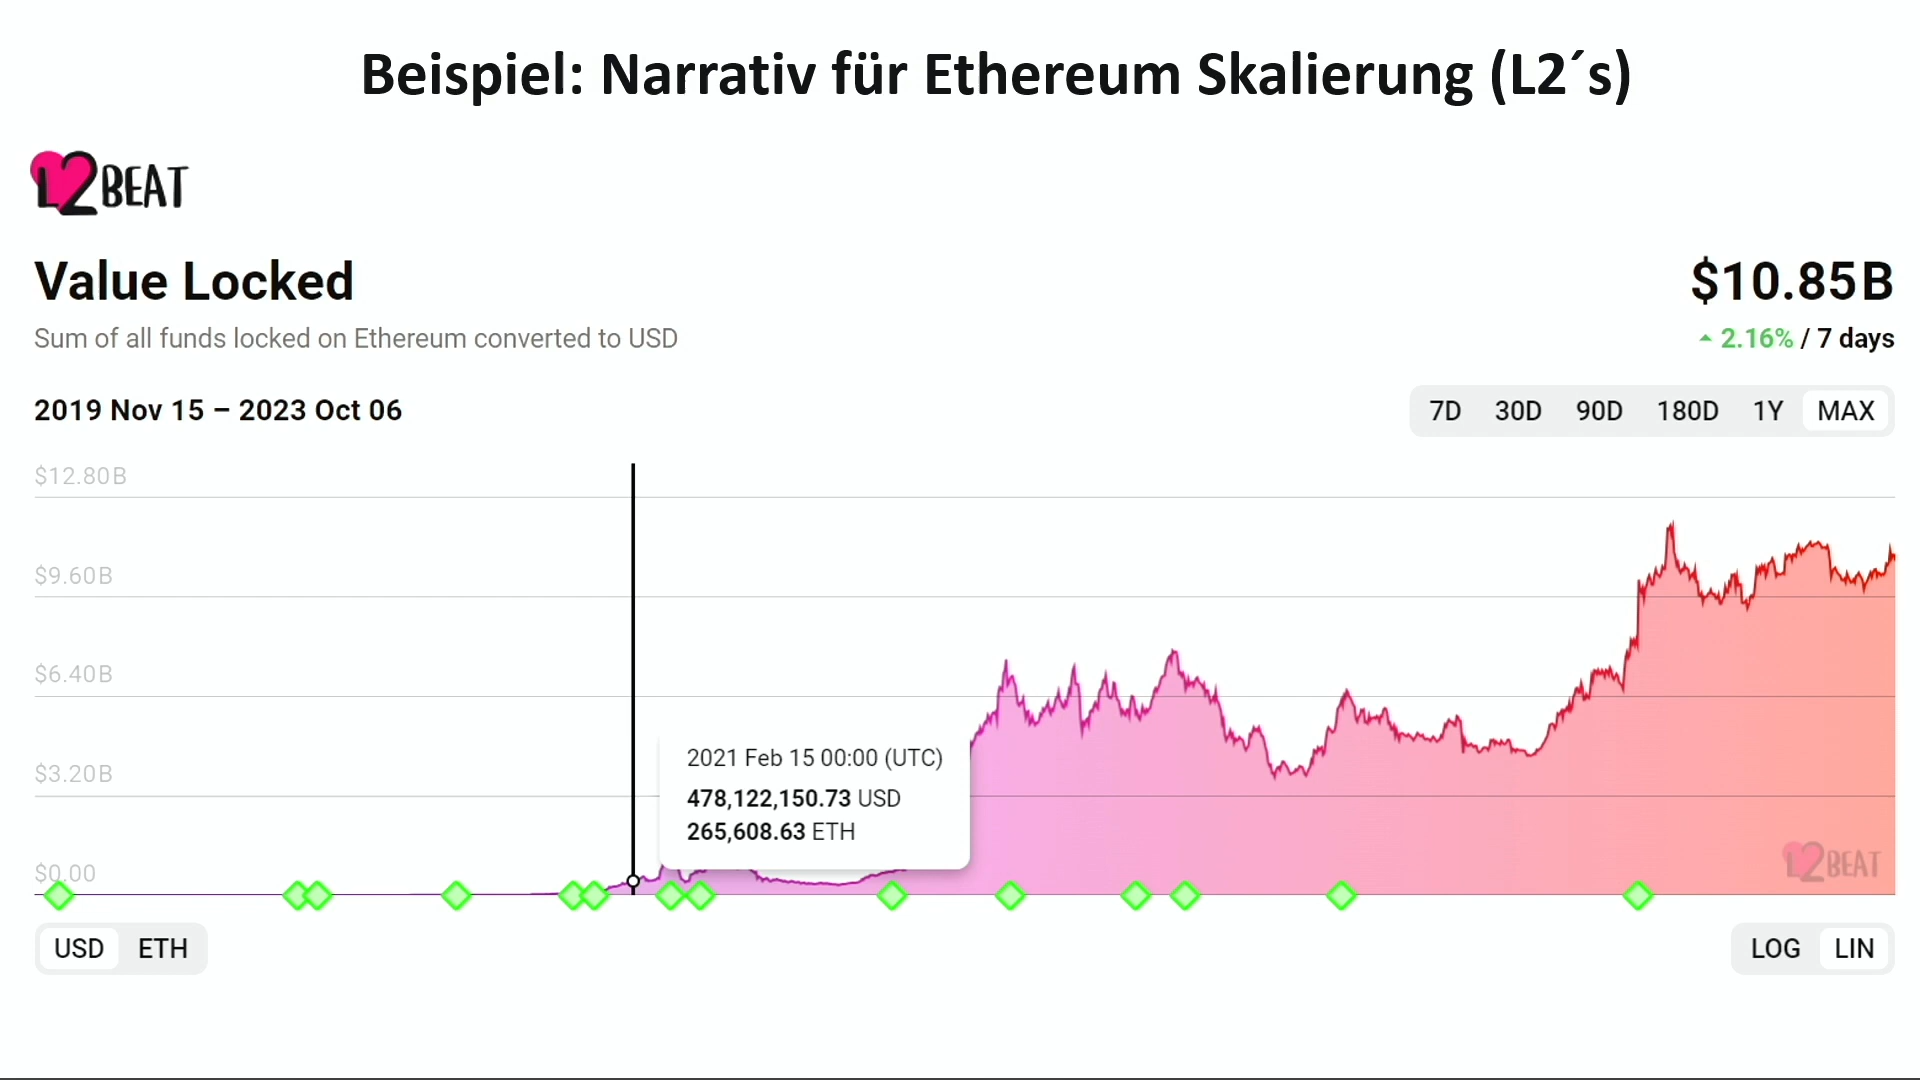 Beispiel: Narrativ für Ethereum Skalierung (L2´s)
L2BEAT
Value Locked
$10.85B
Sum of all funds locked on Ethereum converted to USD
2.16% / 7 days
2019 Nov 15 – 2023 Oct 06
7D 30D 90D 180D 1Y MAX
$12.80B
$9.60B
$6.40B
$3.20B
$0.00
2021 Feb 15 00:00 (UTC)
478,122,150.73 USD
265,608.63 ETH
L2BEAT
USD ETH
LOG LIN